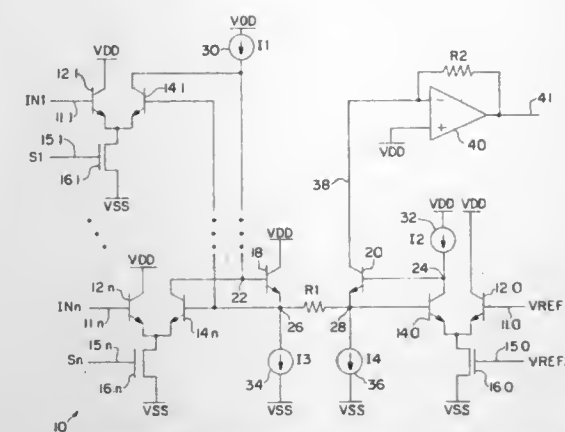 VOD
30 I1
VDD
12.1
14.1
IN1
11.1
15.1
S1
16.1
VSS
R2
41
40
VDD
38
VDD
12.n
18
VDD
20
VDD
32
I2
VDD
24
12.0
22
INn
11.n
R1
VREF
11.0
14.n
26
28
14.0
15.n
Sn
16.n
I3
I4
15.0
VREF
34
36
16.0
VSS
VSS
VSS
VSS
10